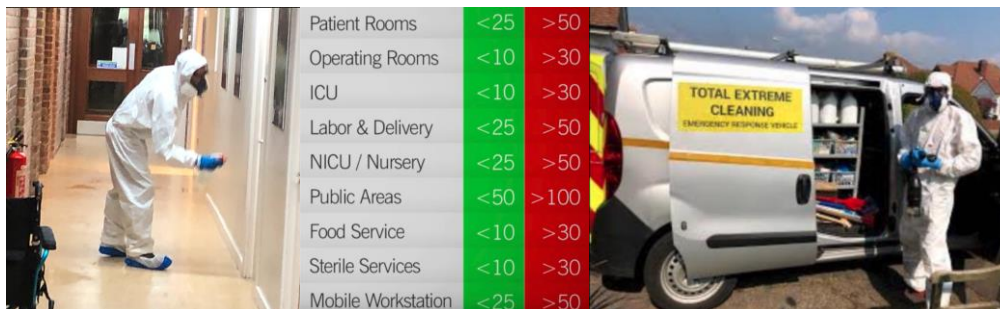 Patient Rooms <25 >50
Operating Rooms <10 >30
ICU <10 >30
Labor & Delivery <25 >50
NICU / Nursery <25 >50
Public Areas <50 >100
Food Service <10 >30
Sterile Services <10 >30
Mobile Workstation <25 >50
TOTAL EXTREME
CLEANING
EMERGENCY RESPONSE VEHICLE